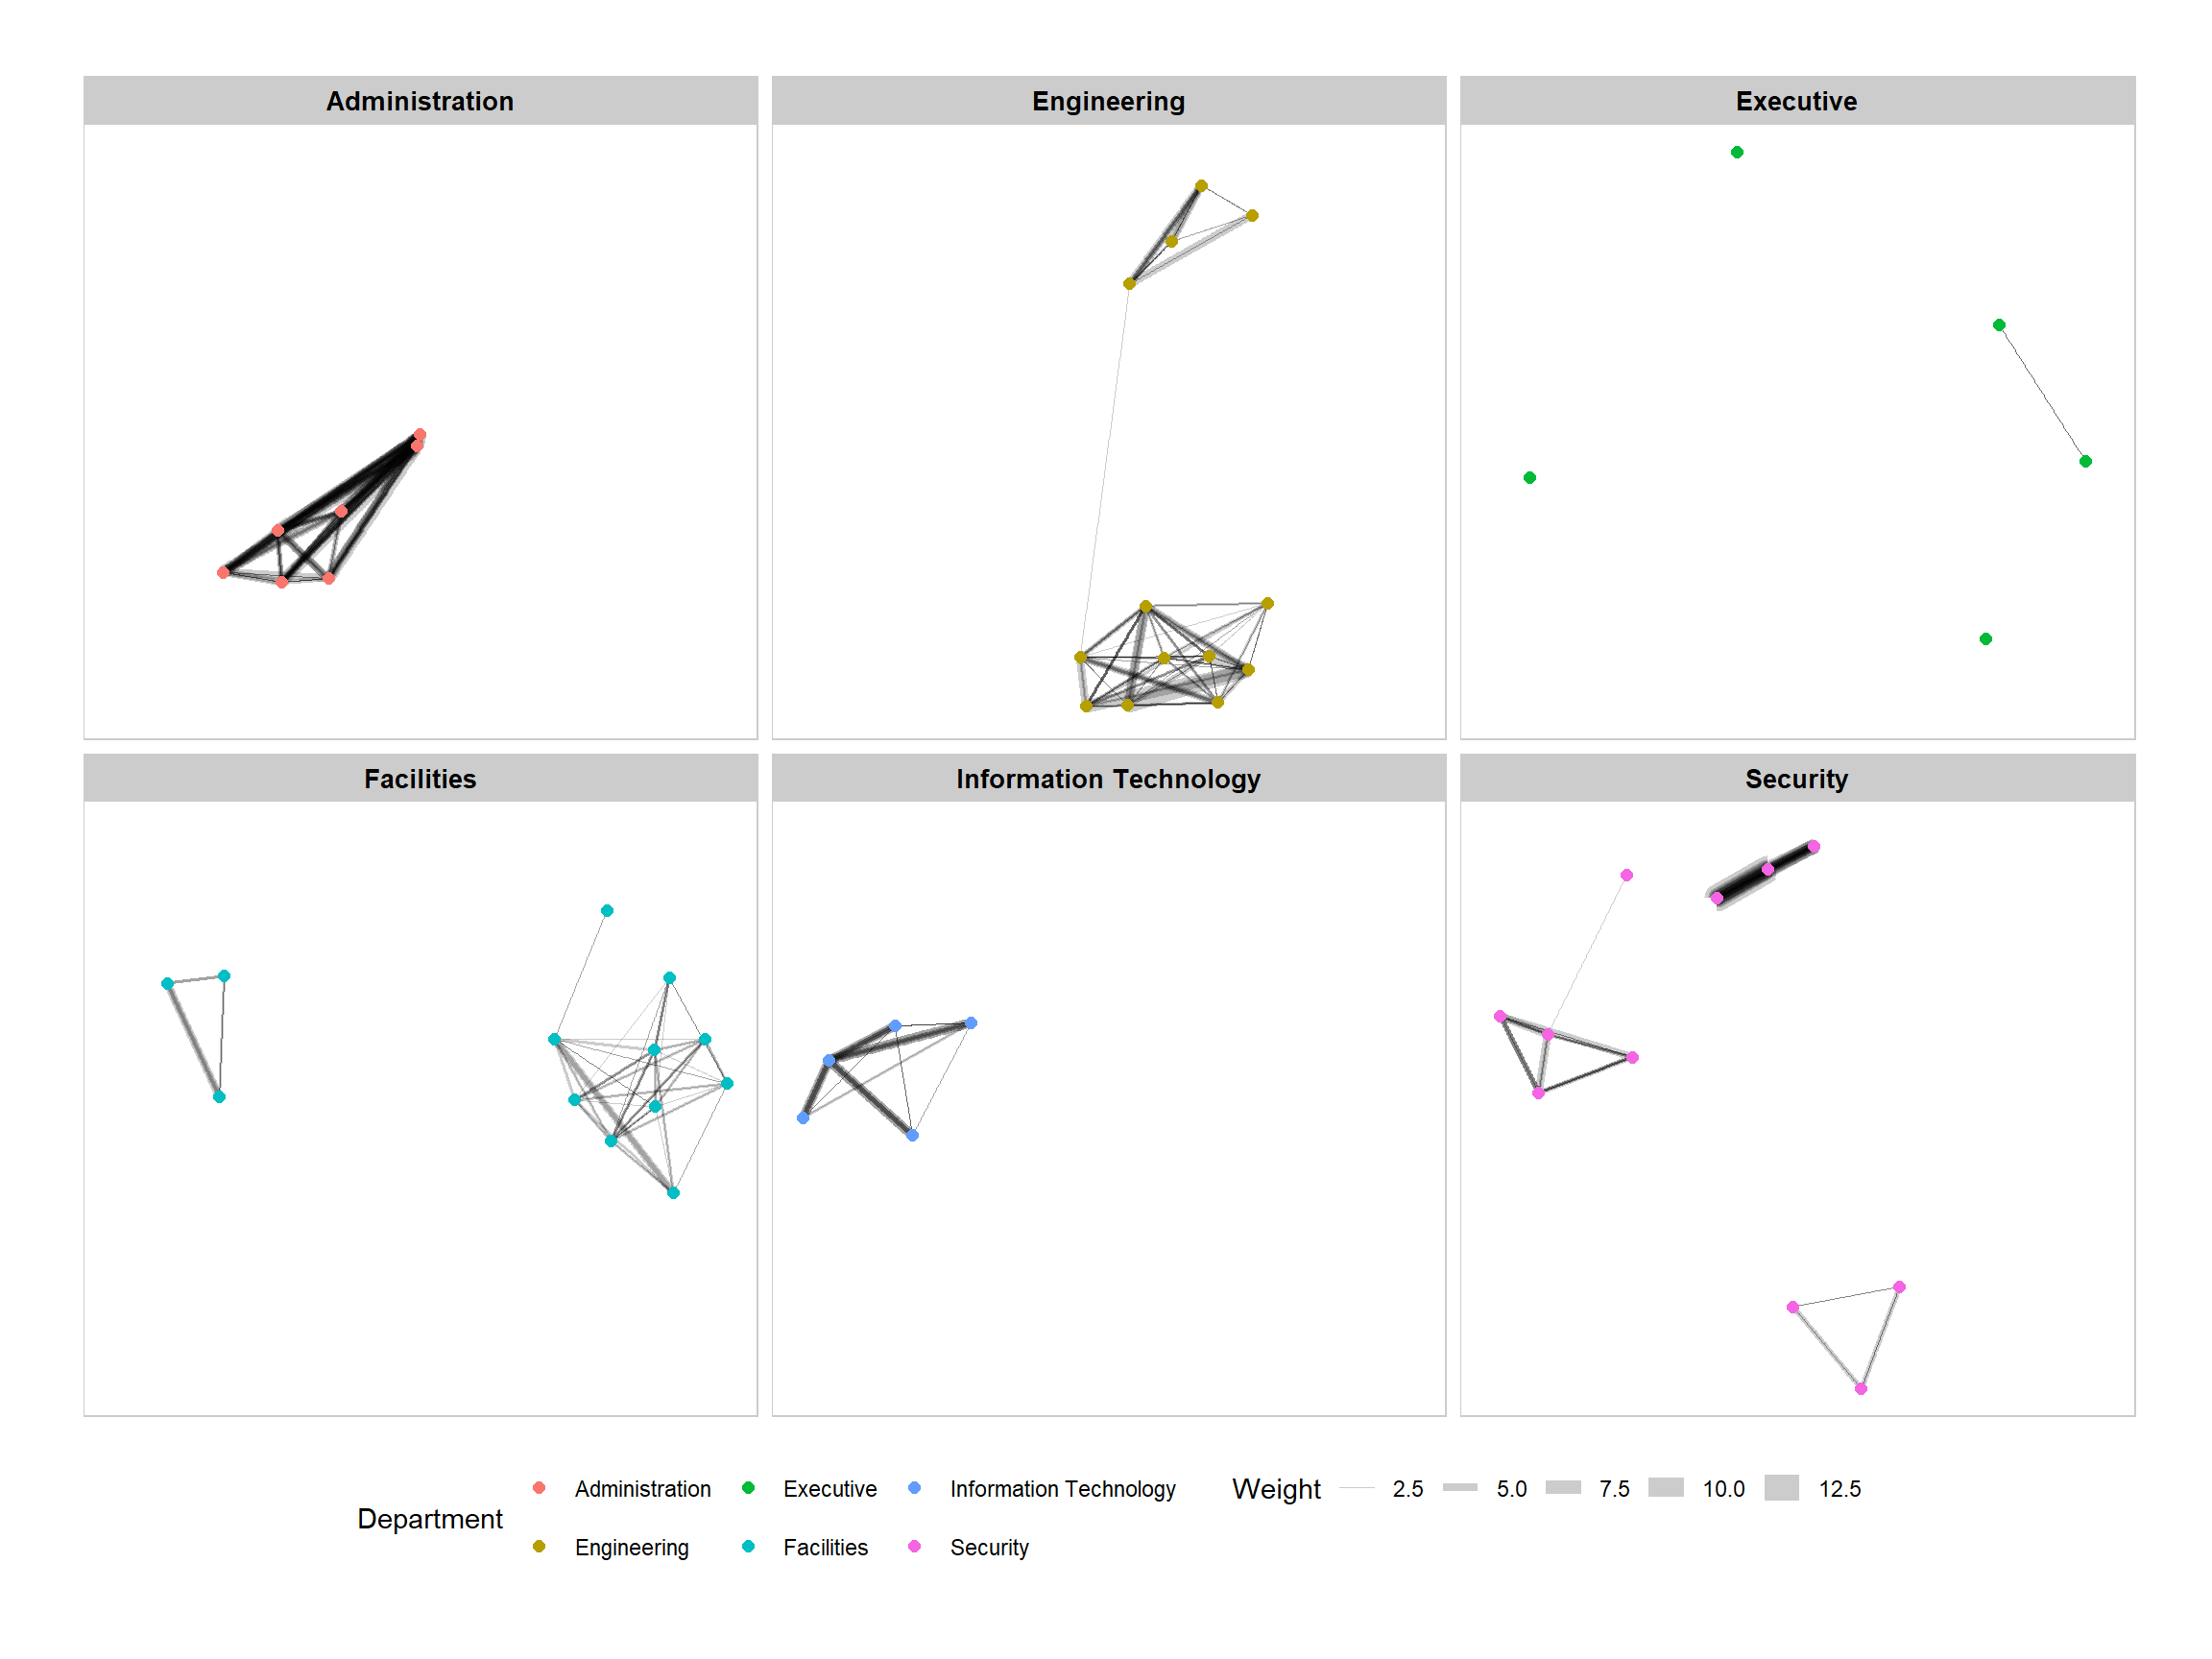 Administration
Engineering
Executive
Facilities
Information Technology
Security
Department
Administration
Executive
Information Technology
Engineering
Facilities
Security
Weight
2.5
5.0
7.5
10.0
12.5